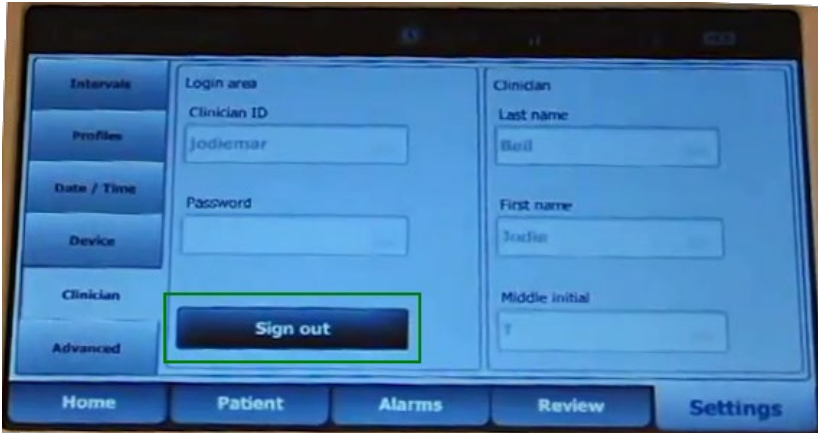 Intervals
Profiles
Date / Time
Device
Clinician
Advanced
Login area
Clinician ID
jodiemar
Password
Sign out
Clinician
Last name
Bell
First name
Jodie
Middle initial
Home
Patient
Alarms
Review
Settings